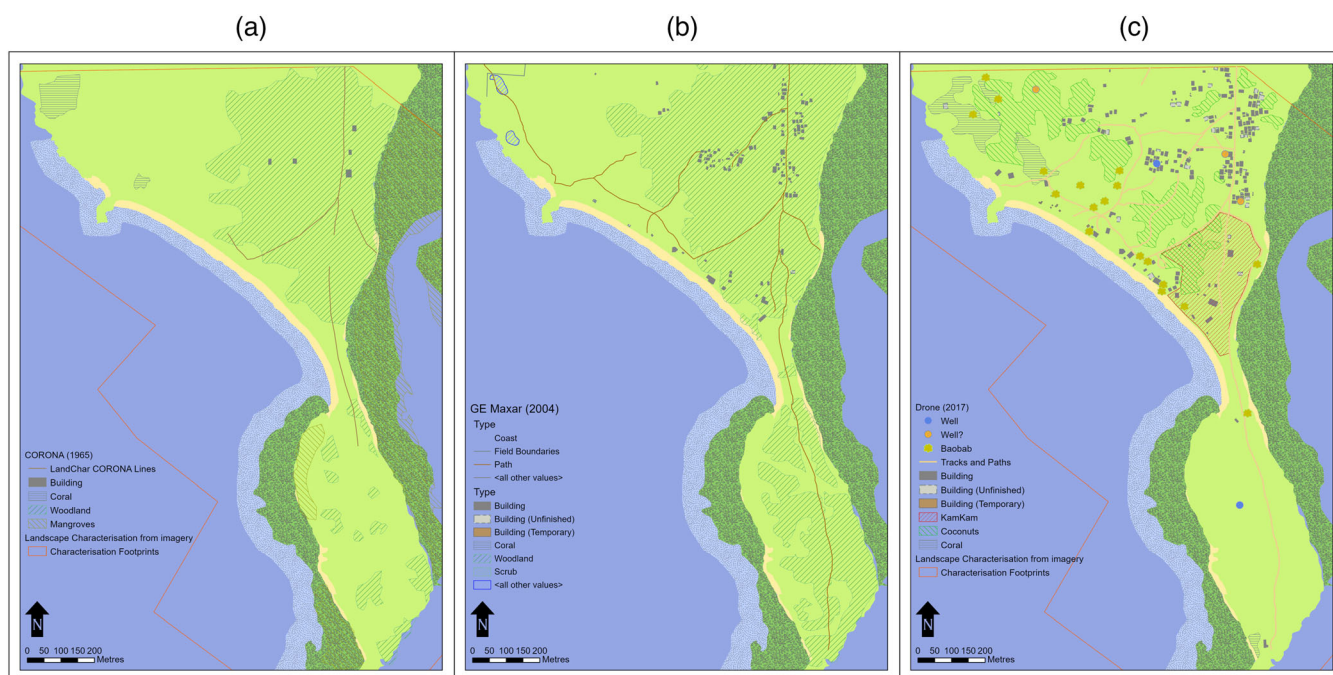 (a)
(b)
(c)
CORONA (1965)
LandChar CORONA Lines
Building
Coral
Woodland
Mangroves
Landscape Characterisation from imagery
Characterisation Footprints
N
0 50 100 150 200
Metres
GE Maxar (2004)
Type
Coast
Field Boundaries
Path
<all other values>
Type
Building
Building (Unfinished)
Building (Temporary)
Coral
Woodland
Scrub
<all other values>
N
0 50 100 150 200
Metres
Drone (2017)
Well
Well?
Baobab
Tracks and Paths
Building
Building (Unfinished)
Building (Temporary)
KamKam
Coconuts
Coral
Landscape Characterisation from imagery
Characterisation Footprints
N
0 50 100 150 200
Metres